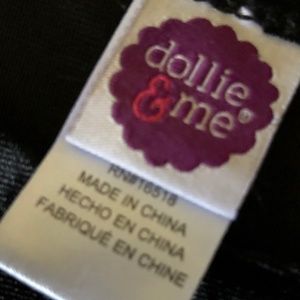 dollie
&me®
RN#16518
MADE IN CHINA
HECHO EN CHINA
FABRIQUÉ EN CHINE